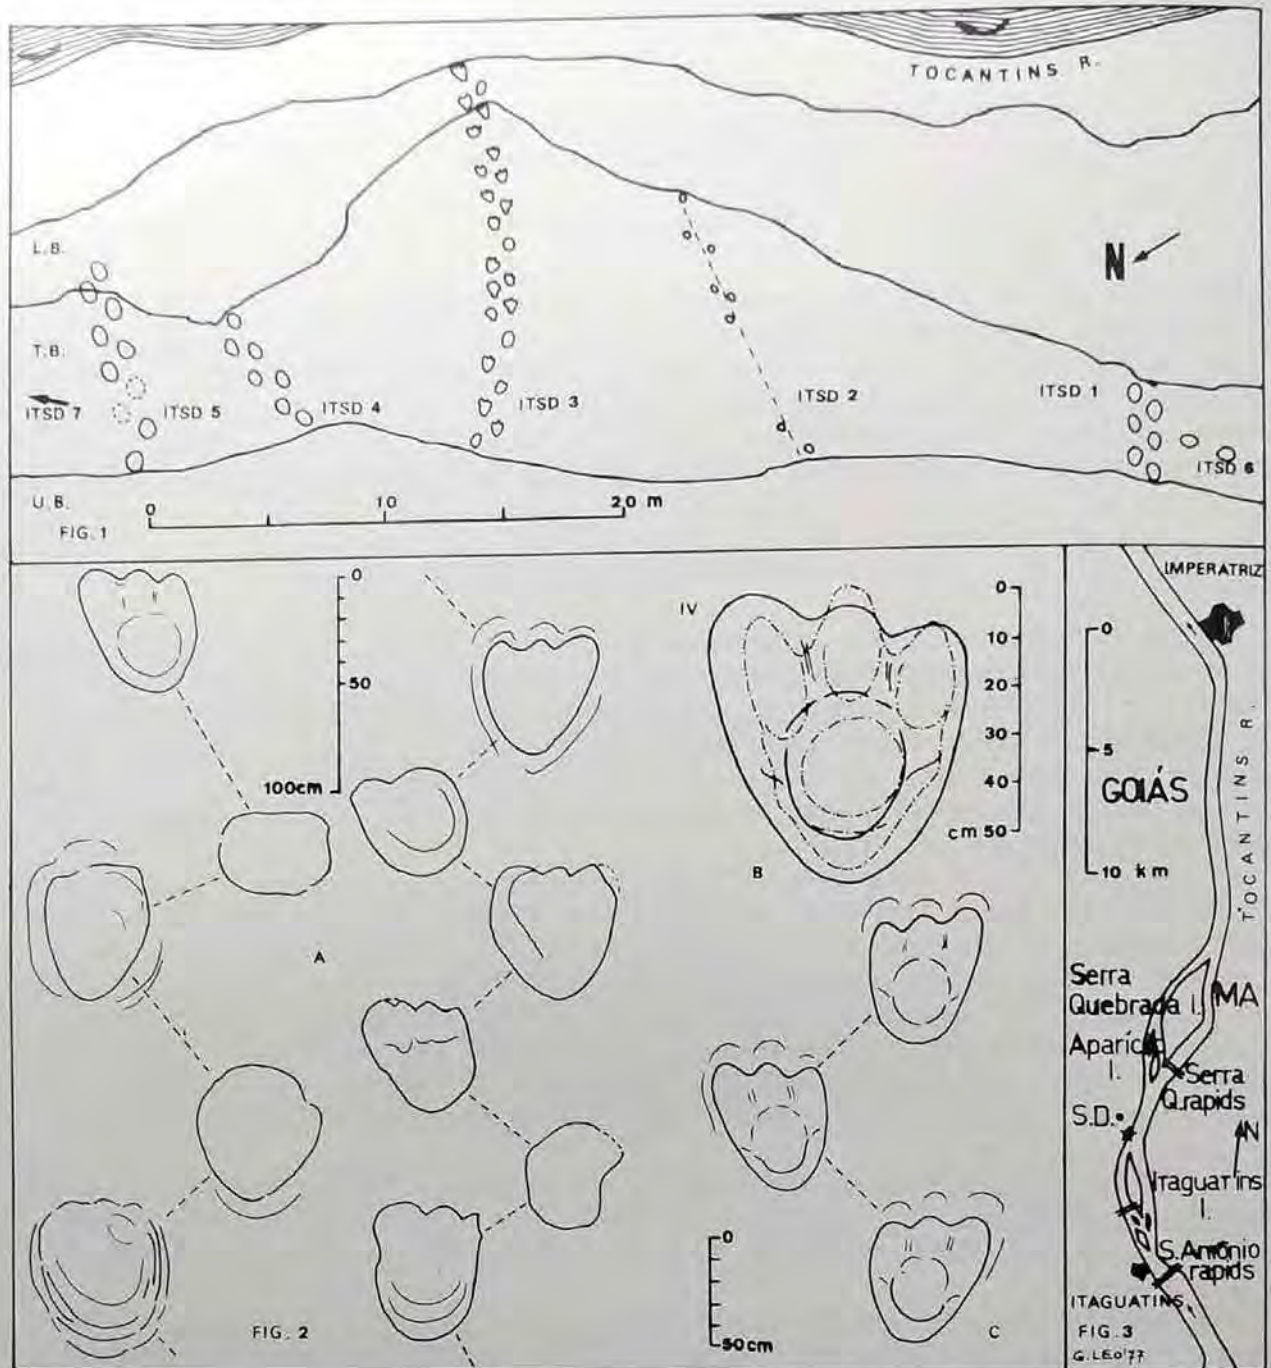 TOCANTINS R.
L.B.
N
T.B.
ITSD 7
ITSD 5
ITSD 4
ITSD 3
ITSD 2
ITSD 1
ITSD 6
U.B.
0 10 20 m
FIG. 1
0
50
100cm
A
FIG. 2
IV
0
10
20
30
40
cm 50
B
0
50cm
C
IMPERATRIZ
0
5
10 km
GOIÁS
TOCANTINS R.
Serra
Quebrada I.
MA
Aparício
I.
Serra
Q.rapids
S.D.
N
Itaguatins
I.
S.Antônio
rapids
ITAGUATINS
FIG. 3
G. LEO'77